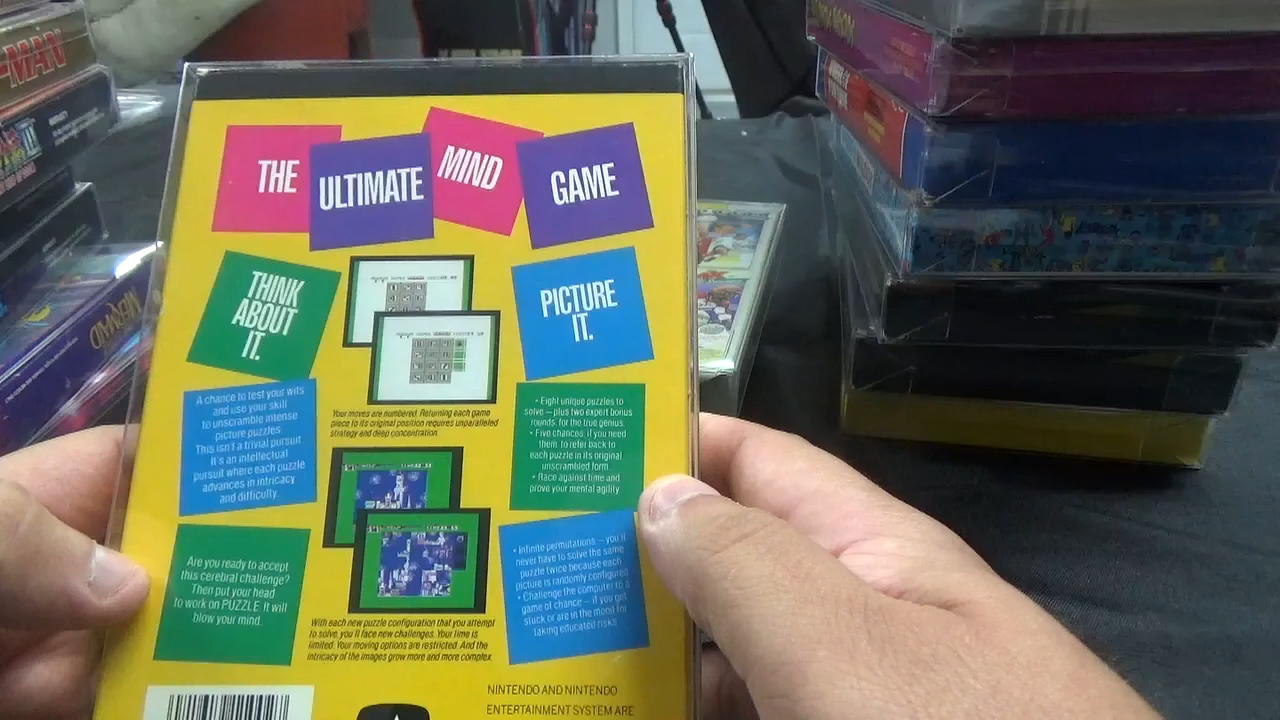 THE
ULTIMATE
MIND
GAME
THINK
ABOUT
IT.
PICTURE
IT.
A chance to test your wits
and use your skill
to unscramble intense
picture puzzles.
This isn't a trivial pursuit
It's an intellectual
pursuit where each puzzle
advances in intricacy
and difficulty.
Your moves are numbered. Returning each game
piece to its original position requires unparalleled
strategy and deep concentration.
• Eight unique puzzles to
solve — plus two expert bonus
rounds, for the true genius.
• Five chances, if you need
them, to refer back to
each puzzle in its original
unscrambled form.
• Race against time and
prove your mental agility
Are you ready to accept
this cerebral challenge?
Then put your head
to work on PUZZLE. It will
blow your mind.
With each new puzzle configuration that you attempt
to solve, you'll face new challenges. Your time is
limited. Your moving options are restricted. And the
intricacy of the images grow more and more complex.
• Infinite permutations — you'll
never have to solve the same
puzzle twice because each
picture is randomly configured
• Challenge the computer to a
game of chance — if you get
stuck or are in the mood for
taking educated risks
NINTENDO AND NINTENDO
ENTERTAINMENT SYSTEM ARE
-MAN
MERMAID